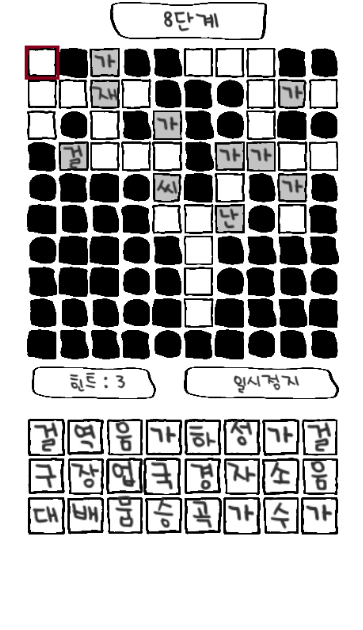 8단계
가
재 가
가
걸 가 가
씨 가
난
힌트 : 3 일시정지
걸 역 음 가 하 성 가 걸
구 장 업 국 경 자 소 음
대 배 뭄 승 곡 가 수 가